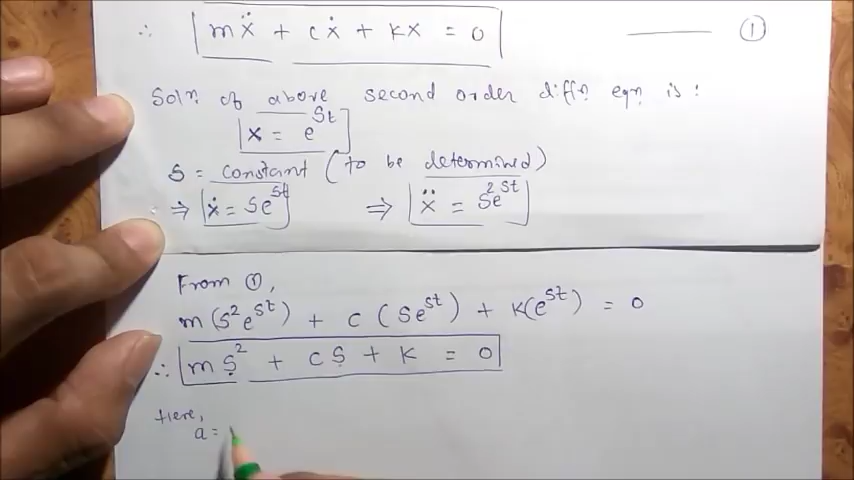 ∴ mẍ + cẋ + kx = 0 ——— ①
Soln of above second order diffn eqn is :
x = e^{st}
s = constant (to be determined)
⇒ ẋ = se^{st} ⇒ ẍ = s²e^{st}
From ①,
m(s²e^{st}) + c(se^{st}) + k(e^{st}) = 0
∴ ms² + cs + k = 0
Here,
a =